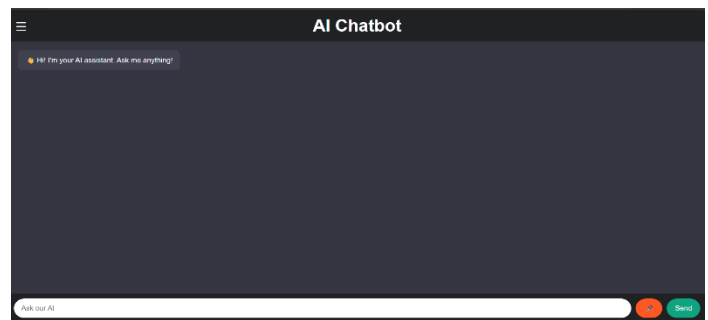 AI Chatbot
👋 Hi! I'm your AI assistant. Ask me anything!
Ask our AI
Send